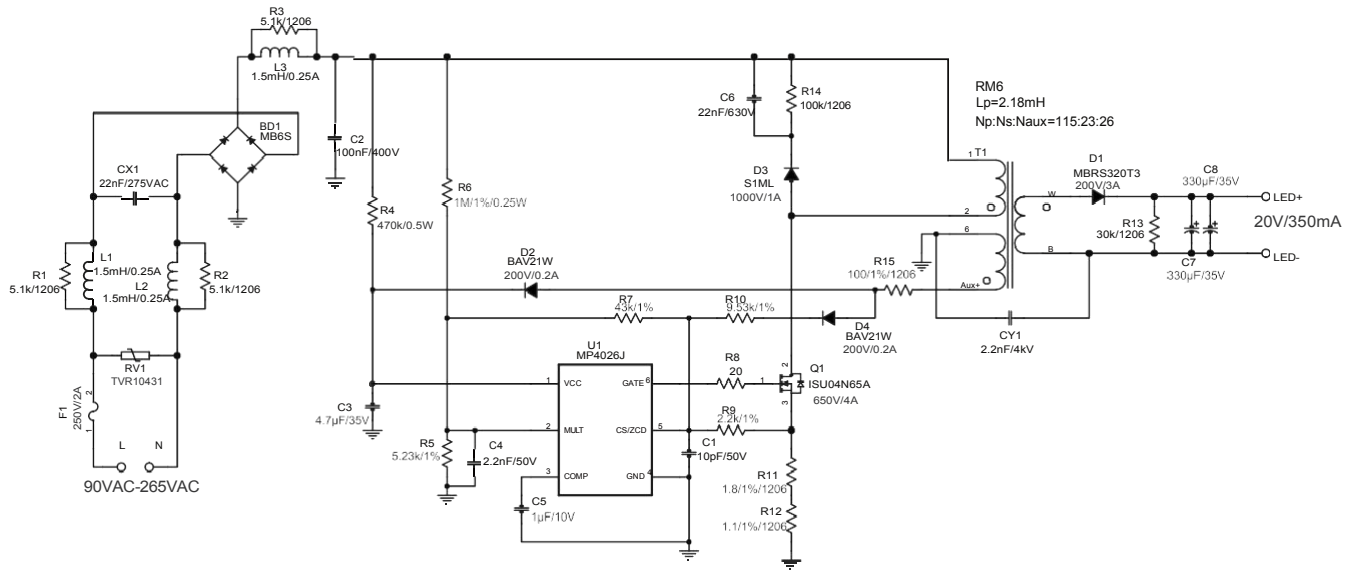 R3
5.1k/1206
L3
1.5mH/0.25A
BD1
MB6S
C2
100nF/400V
CX1
22nF/275VAC
R1
5.1k/1206
L1
1.5mH/0.25A
L2
1.5mH/0.25A
R2
5.1k/1206
RV1
TVR10431
F1
250V/2A
2
1
L
N
90VAC-265VAC
R4
470k/0.5W
R6
1M/1%/0.25W
C6
22nF/630V
R14
100k/1206
D3
S1ML
1000V/1A
RM6
Lp=2.18mH
Np:Ns:Naux=115:23:26
1
T1
2
6
Aux+
W
B
D1
MBRS320T3
200V/3A
C8
330µF/35V
R13
30k/1206
C7
330µF/35V
LED+
20V/350mA
LED-
D2
BAV21W
200V/0.2A
R15
100/1%/1206
R7
43k/1%
R10
9.53k/1%
D4
BAV21W
200V/0.2A
CY1
2.2nF/4kV
U1
MP4026J
1
VCC
GATE
6
2
MULT
CS/ZCD
5
3
COMP
GND
4
R8
20
Q1
ISU04N65A
650V/4A
2
1
3
R9
2.2k/1%
C1
10pF/50V
C3
4.7µF/35V
R5
5.23k/1%
C4
2.2nF/50V
C5
1µF/10V
R11
1.8/1%/1206
R12
1.1/1%/1206